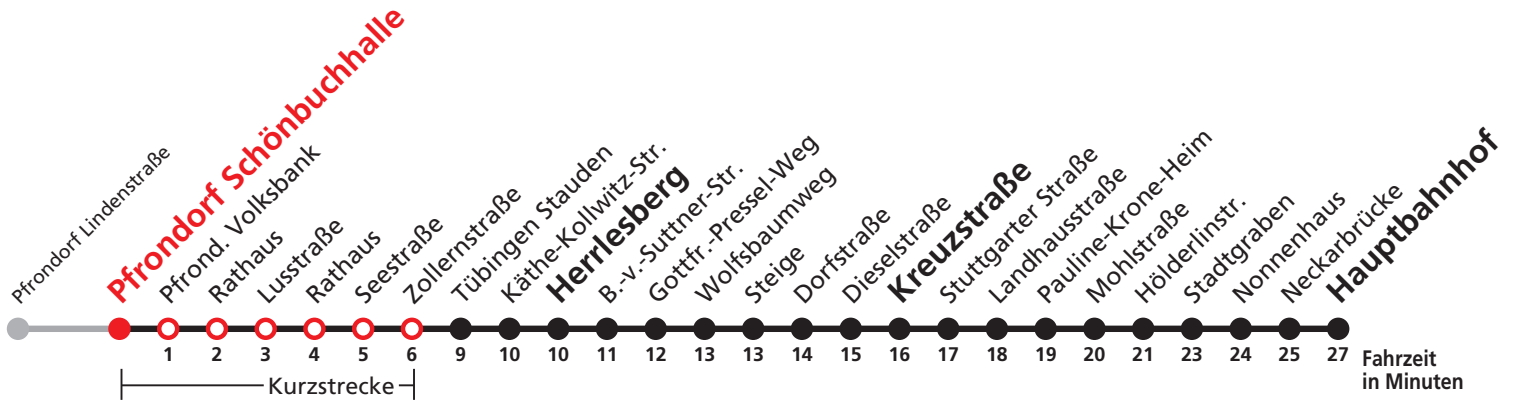 Pfrondorf Lindenstraße
Pfrondorf Schönbuchhalle
Pfrond. Volksbank
Rathaus
Lusstraße
Rathaus
Seestraße
Zollernstraße
Tübingen Stauden
Käthe-Kollwitz-Str.
Herrlesberg
B.-v.-Suttner-Str.
Gottfr.-Pressel-Weg
Wolfsbaumweg
Steige
Dorfstraße
Dieselstraße
Kreuzstraße
Stuttgarter Straße
Landhausstraße
Pauline-Krone-Heim
Mohlstraße
Hölderlinstr.
Stadtgraben
Nonnenhaus
Neckarbrücke
Hauptbahnhof
1 2 3 4 5 6 9 10 10 11 12 13 13 14 15 16 17 18 19 20 21 23 24 25 27
Fahrzeit
in Minuten
Kurzstrecke